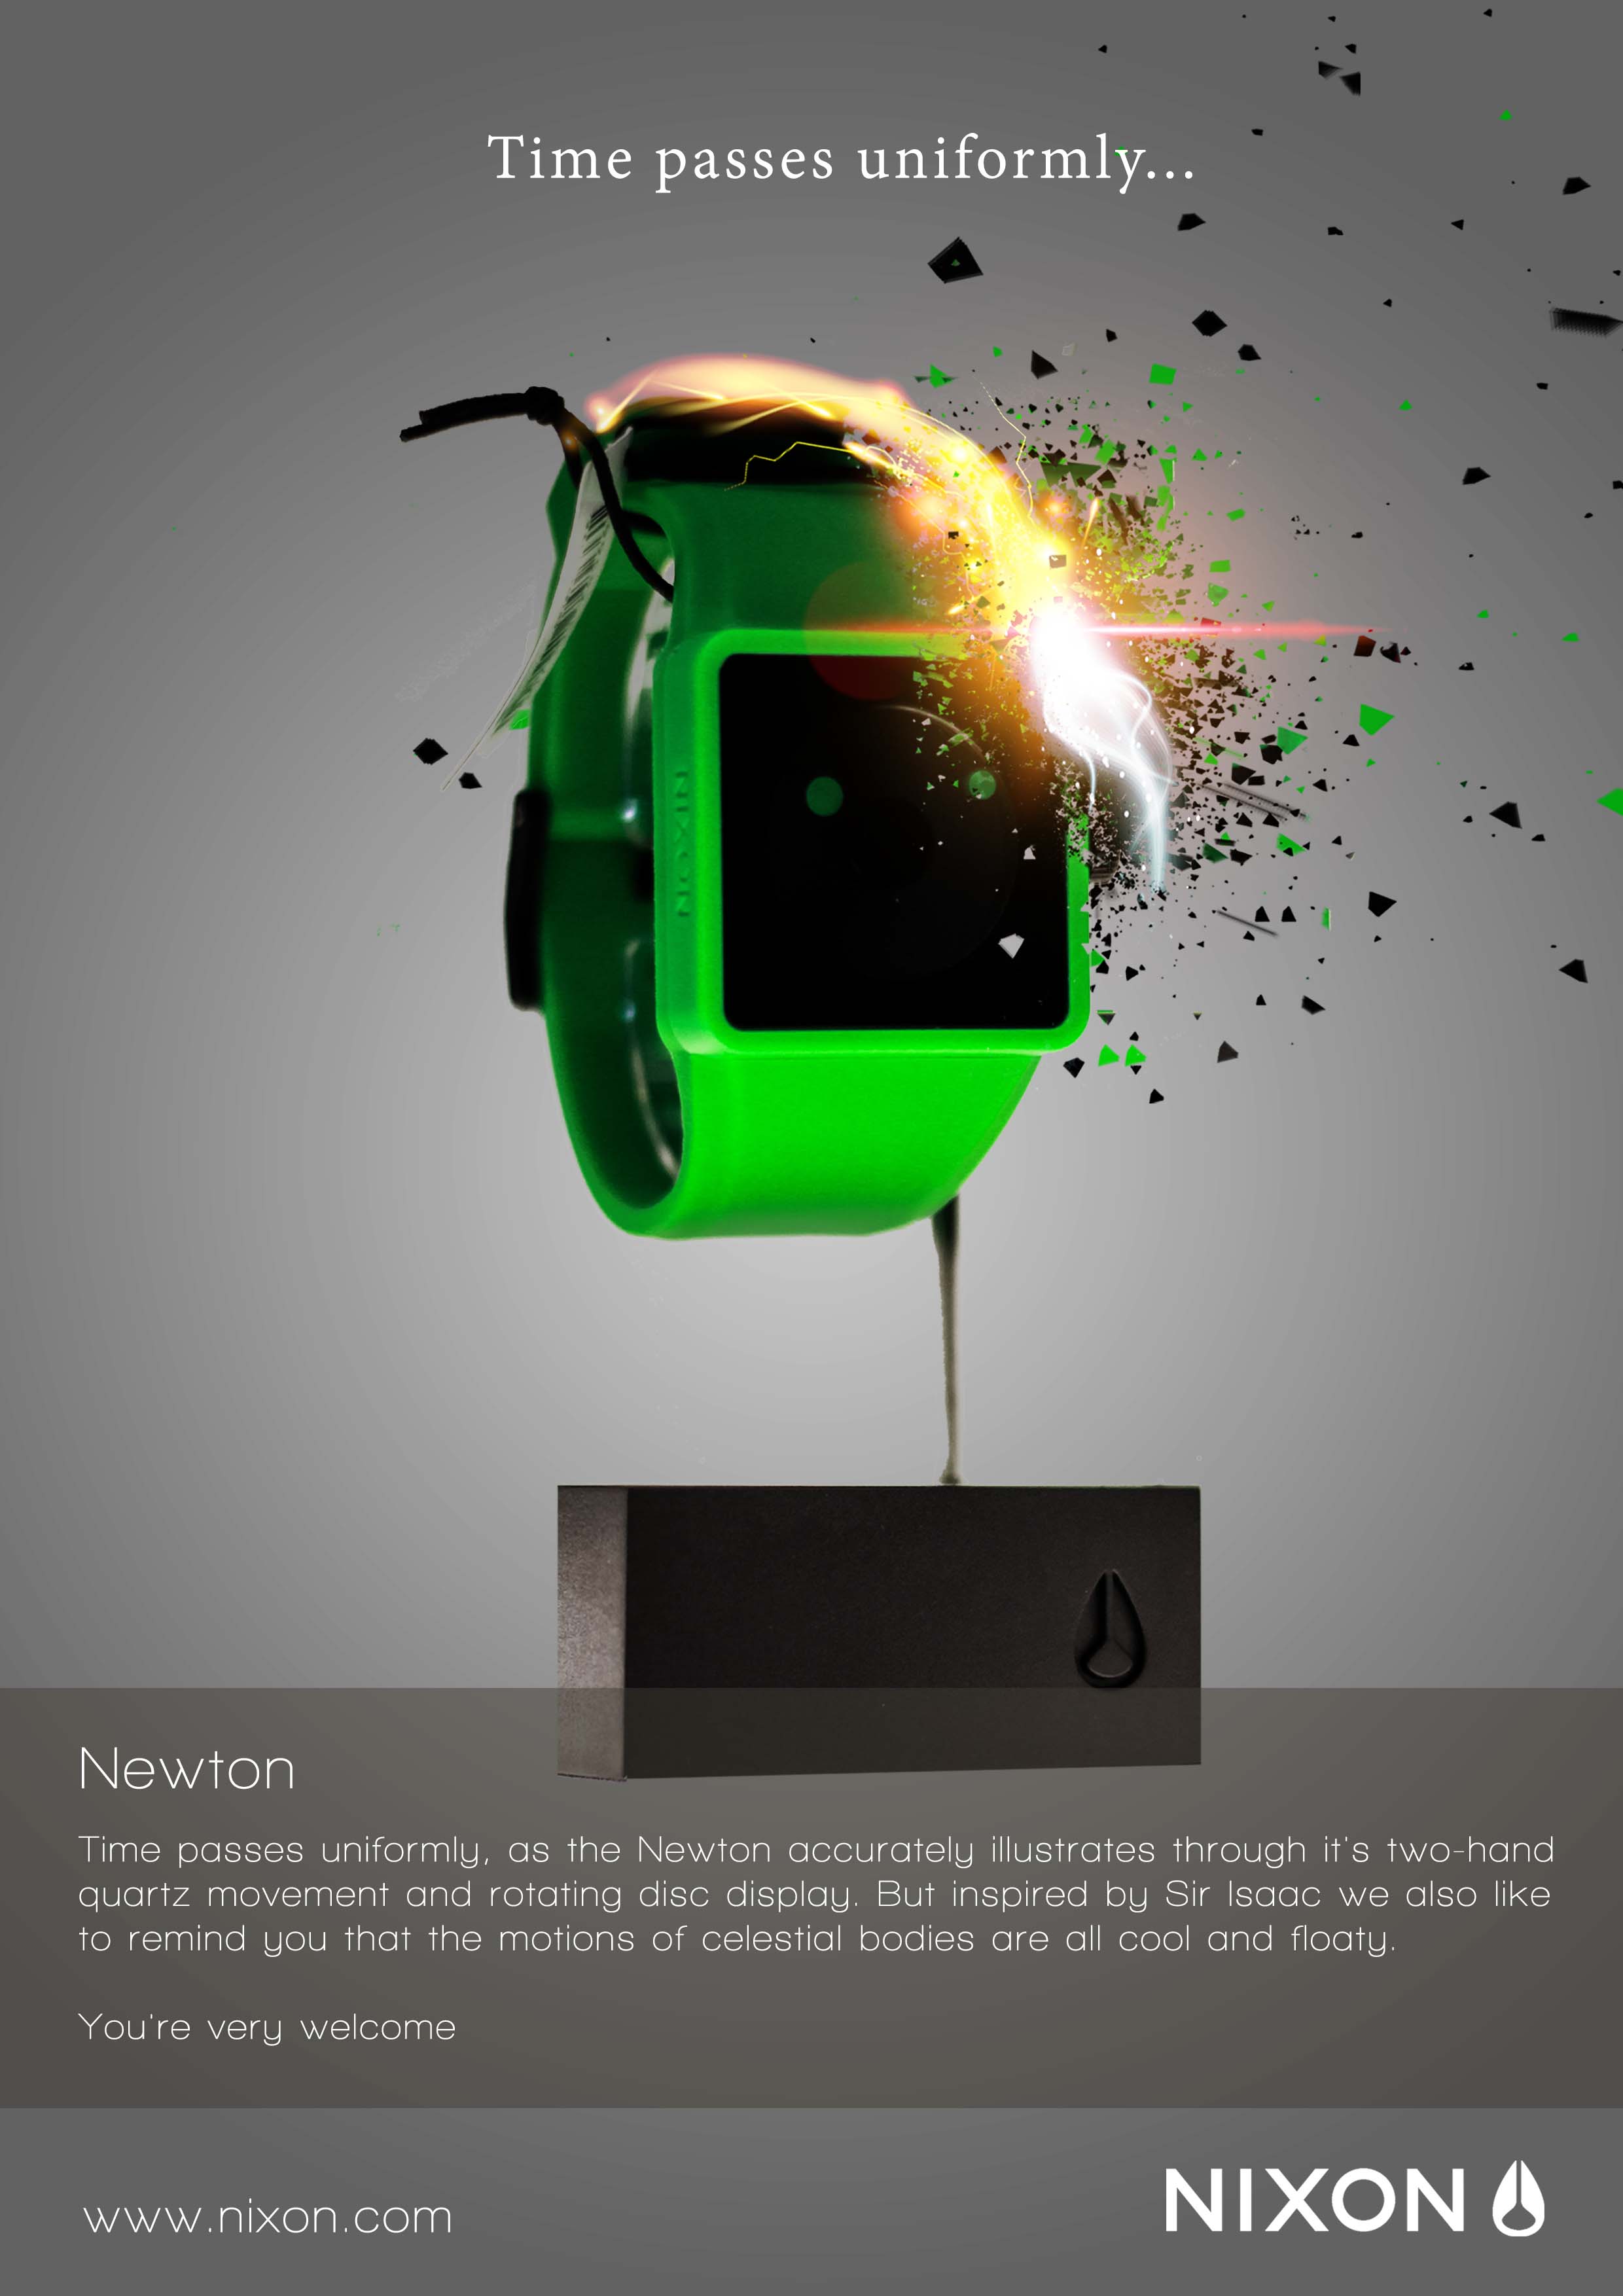 Time passes uniformly...
NIXON
Newton
Time passes uniformly, as the Newton accurately illustrates through it's two-hand
quartz movement and rotating disc display. But inspired by Sir Isaac we also like
to remind you that the motions of celestial bodies are all cool and floaty.
You're very welcome
www.nixon.com
NIXON